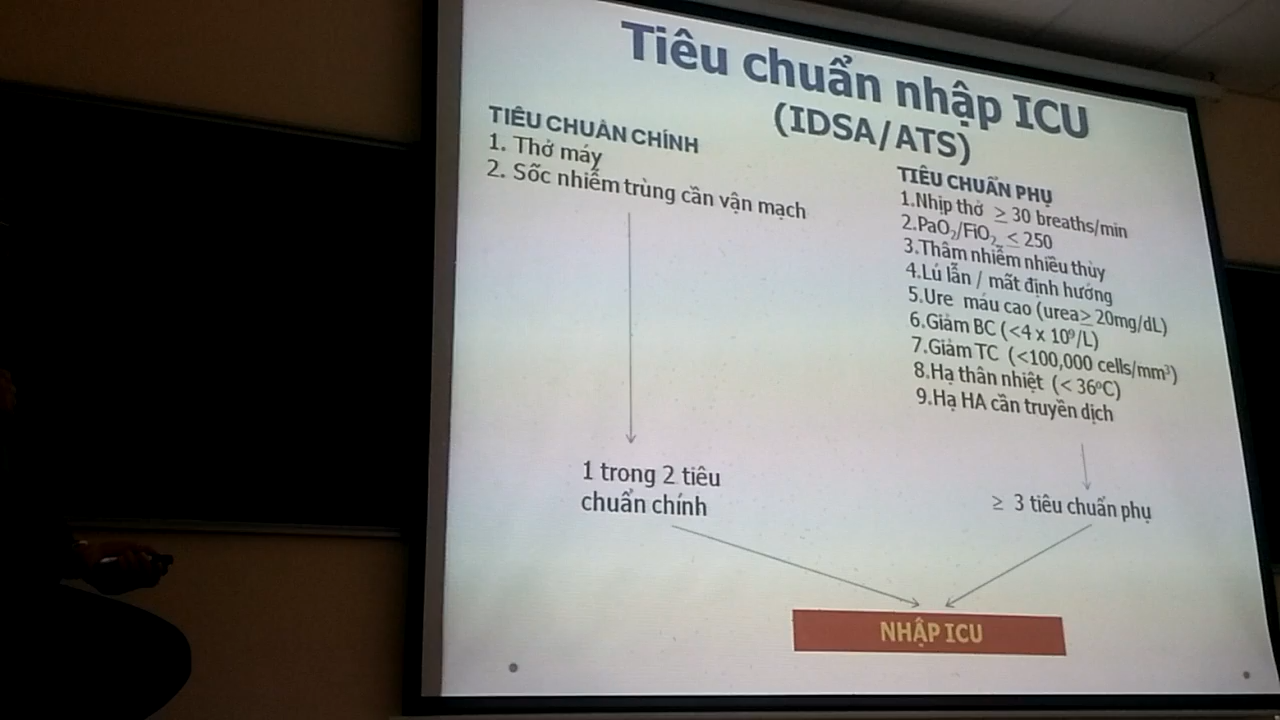 Tiêu chuẩn nhập ICU
(IDSA/ATS)
TIÊU CHUẨN CHÍNH
1. Thở máy
2. Sốc nhiễm trùng cần vận mạch
TIÊU CHUẨN PHỤ
1.Nhịp thở ≥ 30 breaths/min
2.PaO₂/FiO₂ ≤ 250
3.Thâm nhiễm nhiều thùy
4.Lú lẫn / mất định hướng
5.Ure máu cao (urea≥ 20mg/dL)
6.Giảm BC (<4 x 10⁹/L)
7.Giảm TC (<100,000 cells/mm³)
8.Hạ thân nhiệt (< 36⁰C)
9.Hạ HA cần truyền dịch
1 trong 2 tiêu
chuẩn chính
≥ 3 tiêu chuẩn phụ
NHẬP ICU